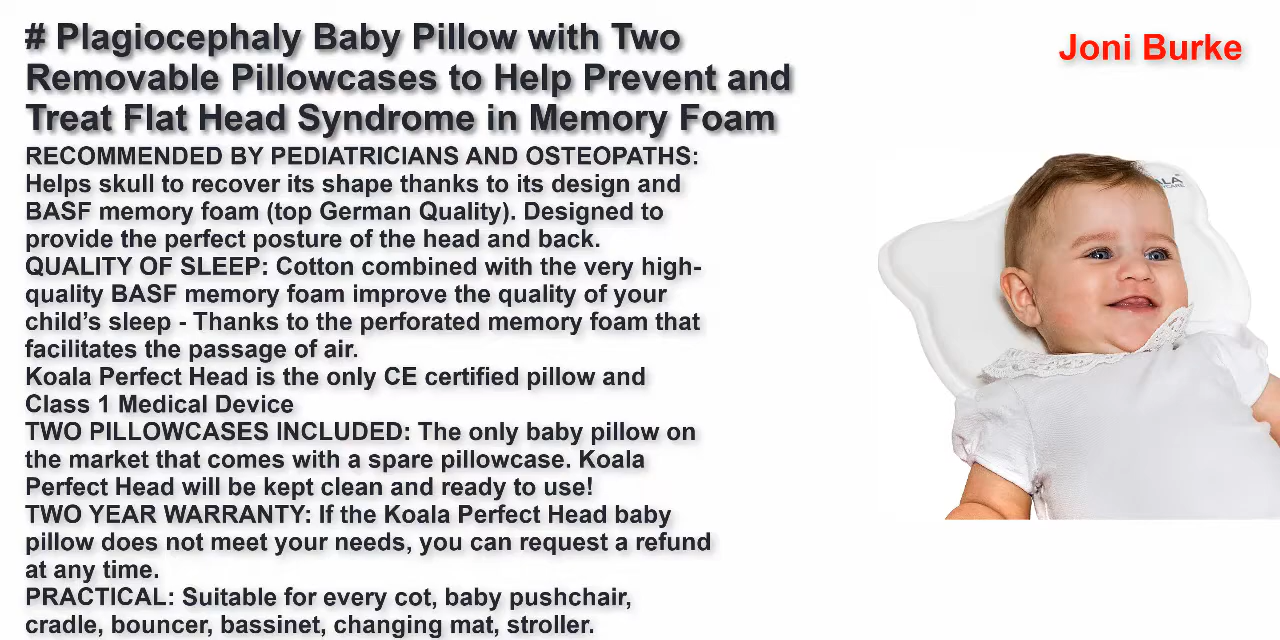 # Plagiocephaly Baby Pillow with Two
Removable Pillowcases to Help Prevent and
Treat Flat Head Syndrome in Memory Foam
Joni Burke
RECOMMENDED BY PEDIATRICIANS AND OSTEOPATHS:
Helps skull to recover its shape thanks to its design and
BASF memory foam (top German Quality). Designed to
provide the perfect posture of the head and back.
QUALITY OF SLEEP: Cotton combined with the very high-
quality BASF memory foam improve the quality of your
child’s sleep - Thanks to the perforated memory foam that
facilitates the passage of air.
Koala Perfect Head is the only CE certified pillow and
Class 1 Medical Device
TWO PILLOWCASES INCLUDED: The only baby pillow on
the market that comes with a spare pillowcase. Koala
Perfect Head will be kept clean and ready to use!
TWO YEAR WARRANTY: If the Koala Perfect Head baby
pillow does not meet your needs, you can request a refund
at any time.
PRACTICAL: Suitable for every cot, baby pushchair,
cradle, bouncer, bassinet, changing mat, stroller.